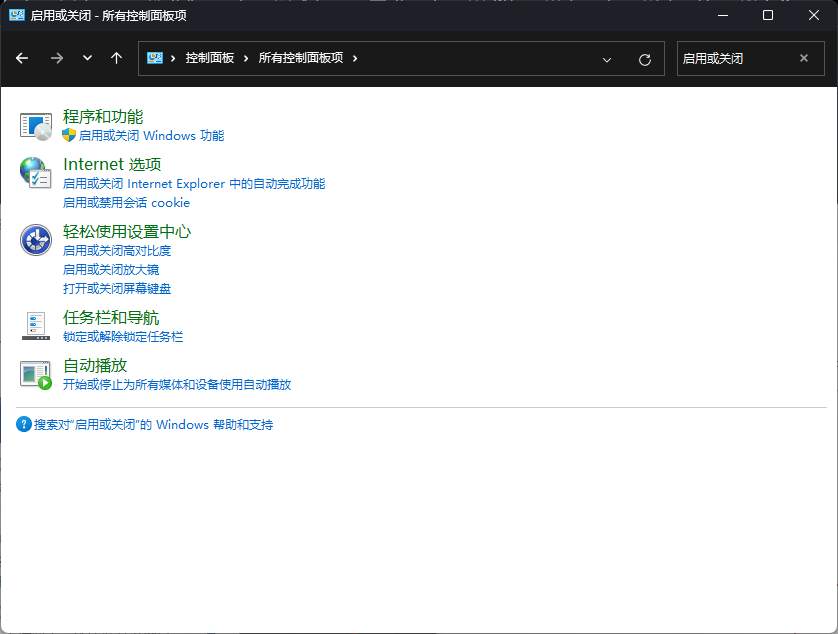 启用或关闭 - 所有控制面板项
控制面板 所有控制面板项
启用或关闭
程序和功能
启用或关闭 Windows 功能
Internet 选项
启用或关闭 Internet Explorer 中的自动完成功能
启用或禁用会话 cookie
轻松使用设置中心
启用或关闭高对比度
启用或关闭放大镜
打开或关闭屏幕键盘
任务栏和导航
锁定或解除锁定任务栏
自动播放
开始或停止为所有媒体和设备使用自动播放
搜索对"启用或关闭"的 Windows 帮助和支持